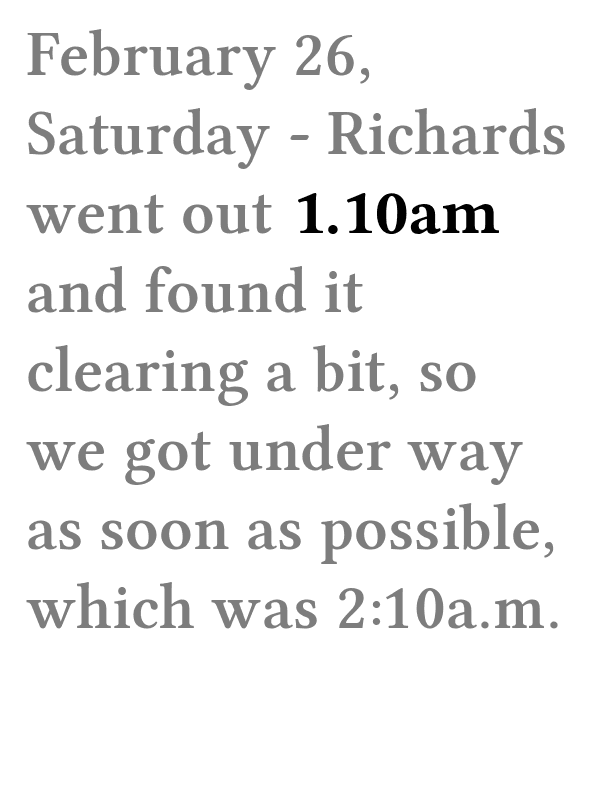 February 26,
Saturday - Richards
went out 1.10am
and found it
clearing a bit, so
we got under way
as soon as possible,
which was 2:10a.m.